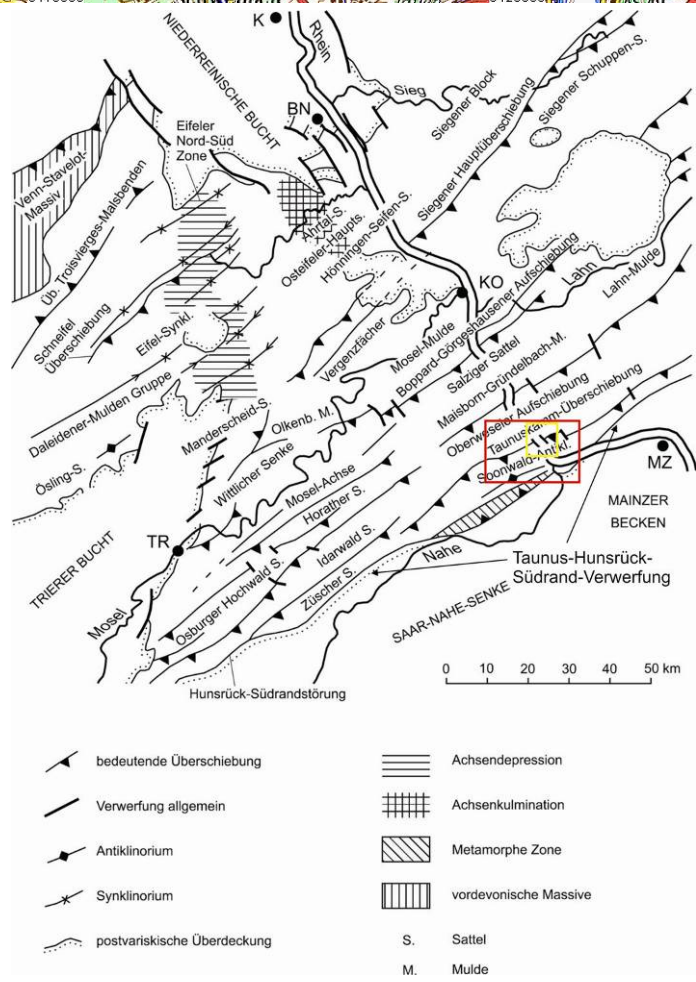 K
Rhein
NIEDERREINISCHE BUCHT
BN
Sieg
Siegener Block
Siegener Schuppen-S.
Siegener Hauptüberschiebung
Eifeler
Nord-Süd
Zone
Venn-Stavelot-
Massiv
Üb. Troisvierges-Malsbenden
Ahrtal-S.
Osteifeler-Haupts.
Hönningen-Seifen-S.
Schneifel
Überschiebung
Eifel-Synkl.
Vergenzfächer
KO
Mosel-Mulde
Boppard-Görgeshausener Aufschiebung
Lahn
Lahn-Mulde
Salziger Sattel
Maisborn-Gründelbach-M.
Daleidener-Mulden Gruppe
Manderscheid-S.
Olkenb. M.
Oberweseler Aufschiebung
Taunuskamm-Überschiebung
Soonwald-Antikl.
MZ
Ösling-S.
Wittlicher Senke
Mosel-Achse
Horather S.
MAINZER
BECKEN
TR
Idarwald S.
Nahe
Taunus-Hunsrück-
Südrand-Verwerfung
TRIERER BUCHT
Mosel
Osburger Hochwald S.
Züscher S.
SAAR-NAHE-SENKE
0 10 20 30 40 50 km
Hunsrück-Südrandstörung
bedeutende Überschiebung
Verwerfung allgemein
Antiklinorium
Synklinorium
postvariskische Überdeckung
Achsendepression
Achsenkulmination
Metamorphe Zone
vordevonische Massive
S. Sattel
M. Mulde